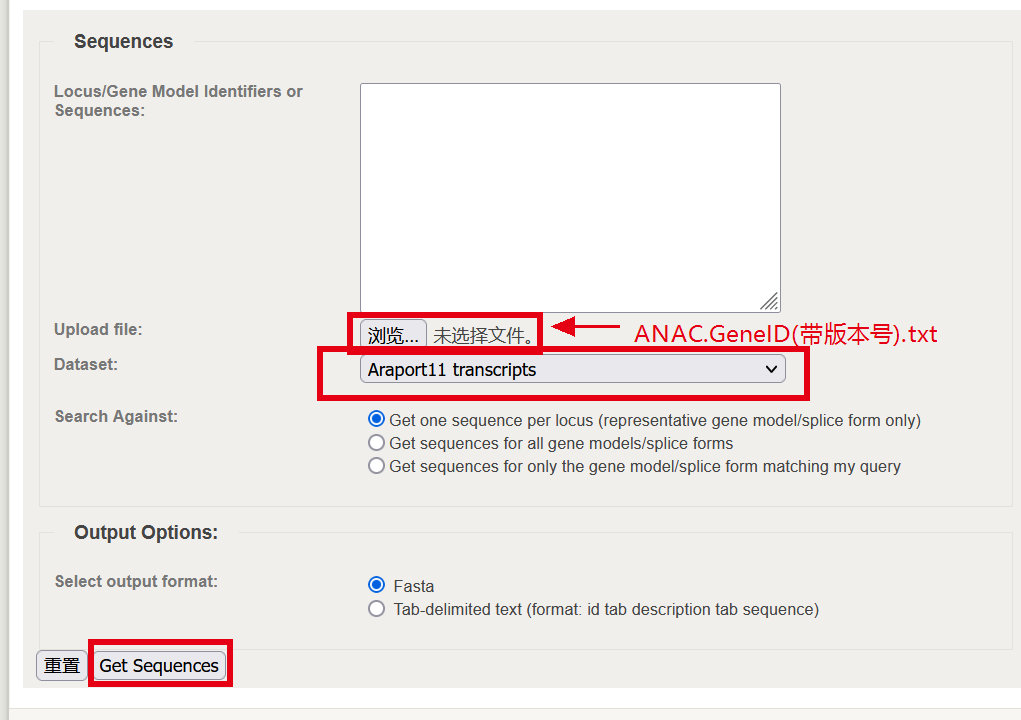 Sequences
Locus/Gene Model Identifiers or
Sequences:
Upload file:
浏览... 未选择文件。
ANAC.GeneID(带版本号).txt
Dataset:
Araport11 transcripts
Search Against:
Get one sequence per locus (representative gene model/splice form only)
Get sequences for all gene models/splice forms
Get sequences for only the gene model/splice form matching my query
Output Options:
Select output format:
Fasta
Tab-delimited text (format: id tab description tab sequence)
重置 Get Sequences